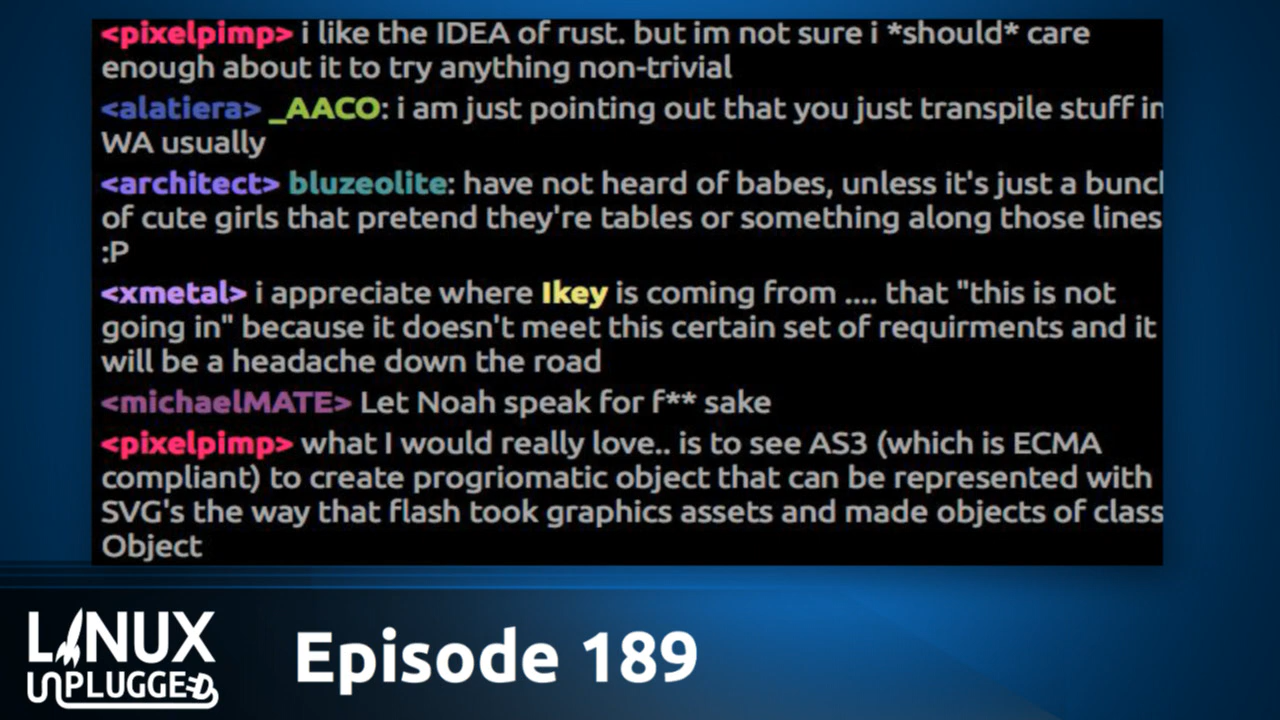 <pixelpimp> i like the IDEA of rust. but im not sure i *should* care
enough about it to try anything non-trivial
<alatiera> _AACO: i am just pointing out that you just transpile stuff in
WA usually
<architect> bluzeolite: have not heard of babes, unless it's just a bunch
of cute girls that pretend they're tables or something along those lines
:P
<xmetal> i appreciate where Ikey is coming from .... that "this is not
going in" because it doesn't meet this certain set of requirments and it
will be a headache down the road
<michaelMATE> Let Noah speak for f** sake
<pixelpimp> what I would really love.. is to see AS3 (which is ECMA
compliant) to create progriomatic object that can be represented with
SVG's the way that flash took graphics assets and made objects of class
Object
LINUX
UNPLUGGED
Episode 189